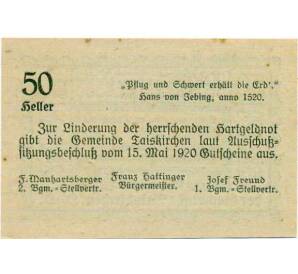 50
Heller
„Pflug und Schwert erhält die Erd'."
Hans von Jebing, anno 1520.
Zur Linderung der herrschenden Hartgeldnot
gibt die Gemeinde Taiskirchen laut Ausschuß-
sitzungsbeschluß vom 15. Mai 1920 Gutscheine aus.
F. Manhartsberger Franz Hattinger Josef Freund
2. Bgm.-Stellvertr. Bürgermeister. 1. Bgm.-Stellvertr.